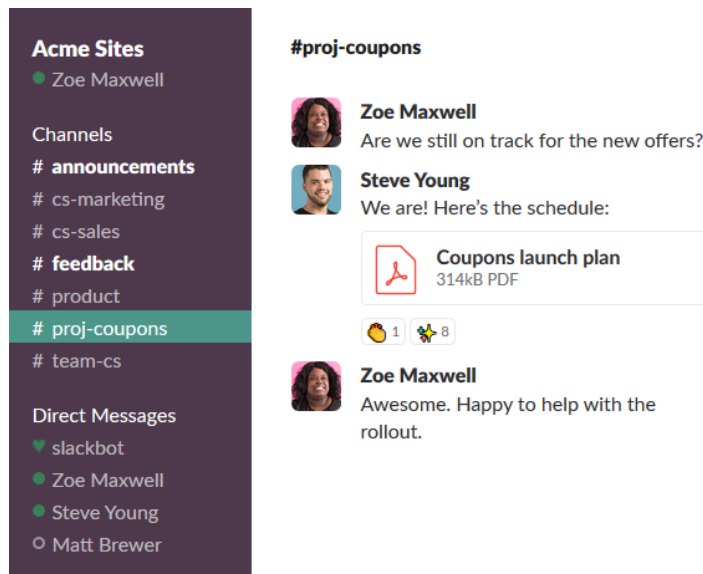 Acme Sites
Zoe Maxwell
Channels
# announcements
# cs-marketing
# cs-sales
# feedback
# product
# proj-coupons
# team-cs
Direct Messages
slackbot
Zoe Maxwell
Steve Young
Matt Brewer
#proj-coupons
Zoe Maxwell
Are we still on track for the new offers?
Steve Young
We are! Here’s the schedule:
Coupons launch plan
314kB PDF
1
8
Zoe Maxwell
Awesome. Happy to help with the
rollout.